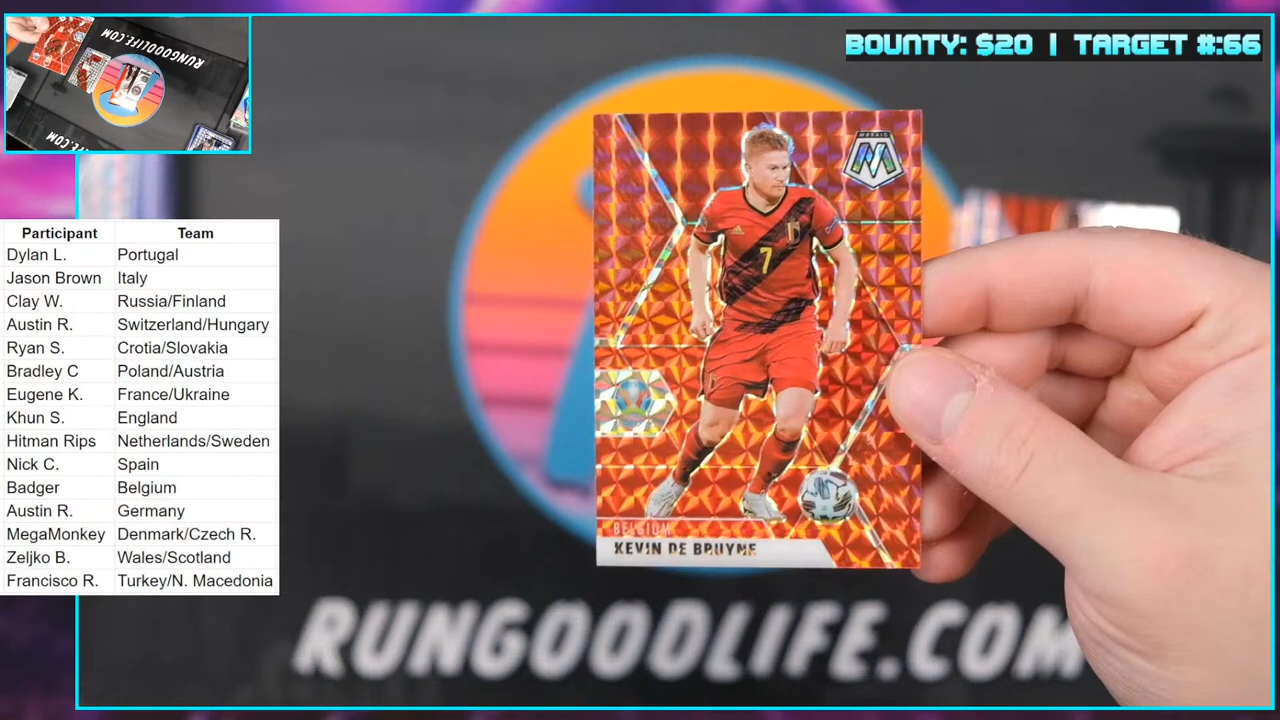 RUNGOODLIFE.COM
BOUNTY: $20 | TARGET #:66
MOSAIC
M
7
BELGIUM
KEVIN DE BRUYNE
Participant Team
Dylan L. Portugal
Jason Brown Italy
Clay W. Russia/Finland
Austin R. Switzerland/Hungary
Ryan S. Crotia/Slovakia
Bradley C Poland/Austria
Eugene K. France/Ukraine
Khun S. England
Hitman Rips Netherlands/Sweden
Nick C. Spain
Badger Belgium
Austin R. Germany
MegaMonkey Denmark/Czech R.
Zeljko B. Wales/Scotland
Francisco R. Turkey/N. Macedonia
RUNGOODLIFE.COM